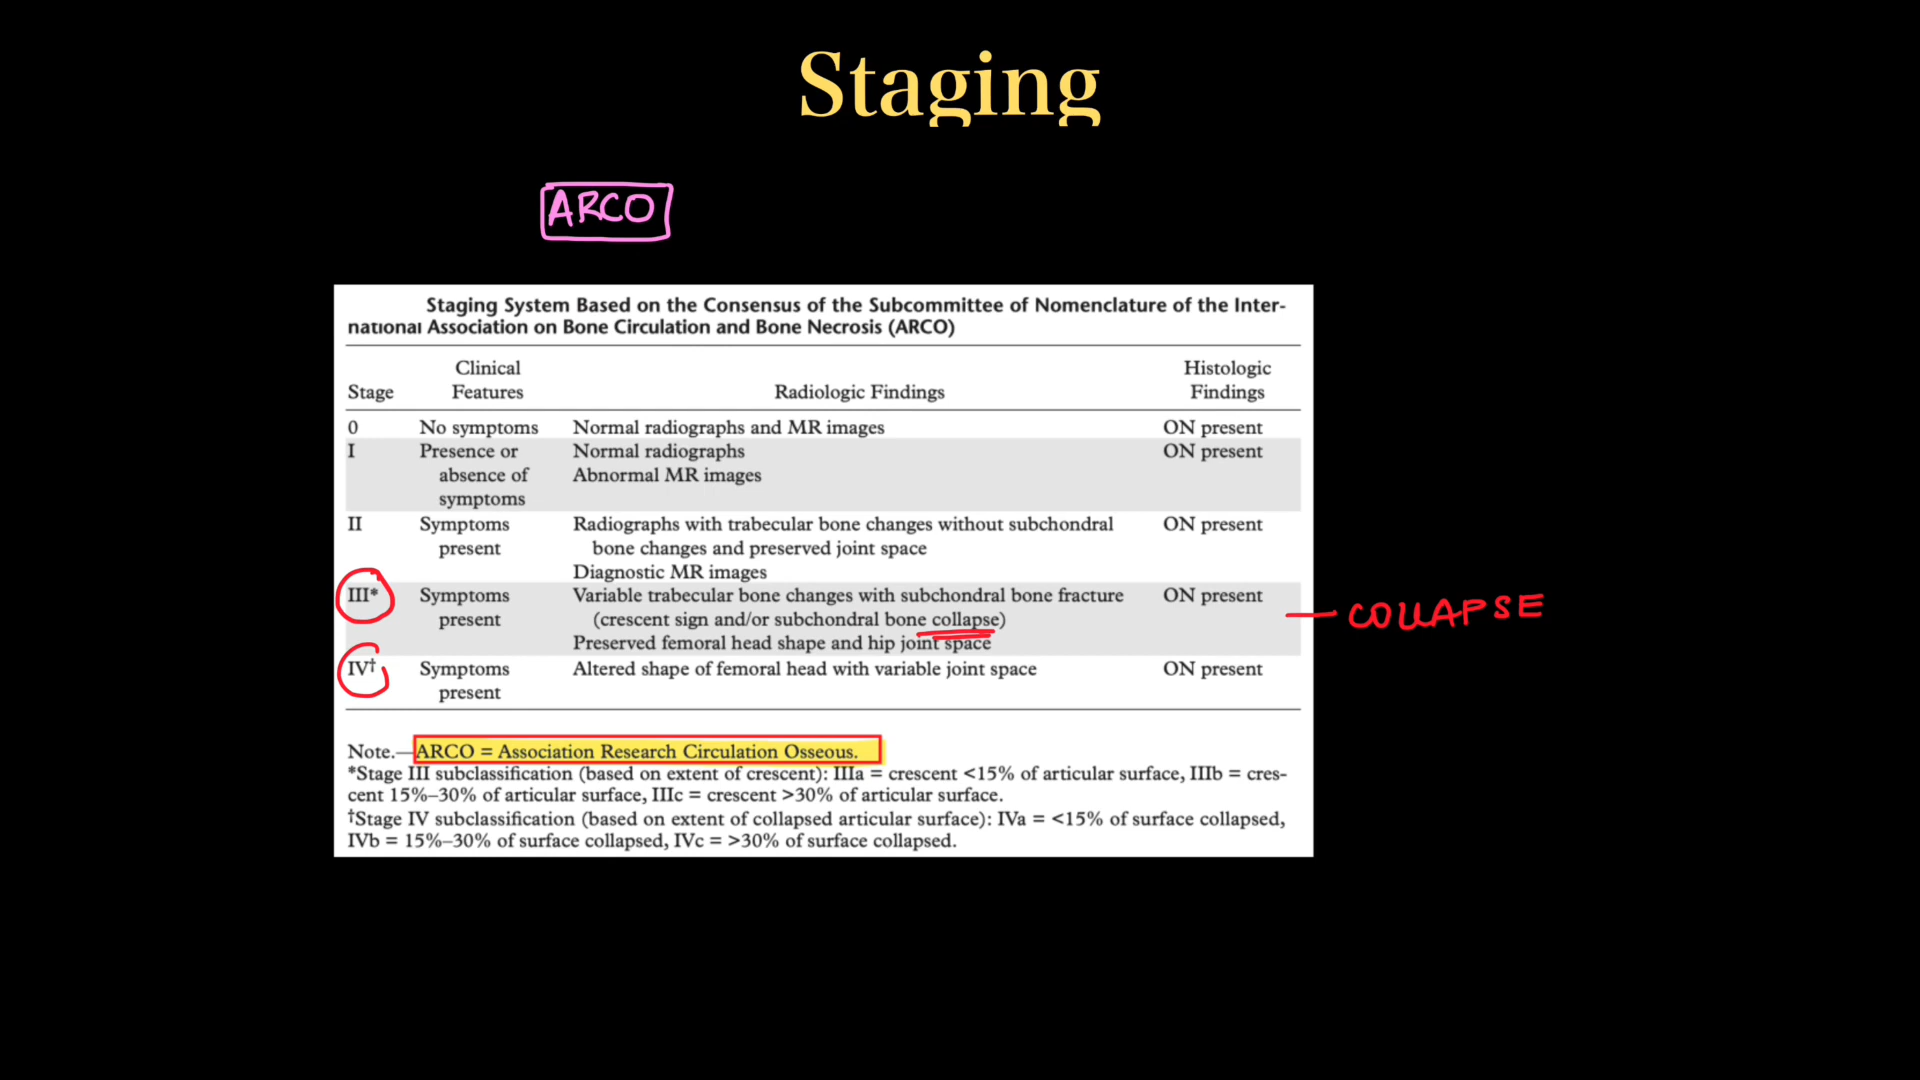 Staging
ARCO
Staging System Based on the Consensus of the Subcommittee of Nomenclature of the Inter-
national Association on Bone Circulation and Bone Necrosis (ARCO)
Clinical Histologic
Stage Features Radiologic Findings Findings
0 No symptoms Normal radiographs and MR images ON present
I Presence or Normal radiographs ON present
absence of Abnormal MR images
symptoms
II Symptoms Radiographs with trabecular bone changes without subchondral ON present
present bone changes and preserved joint space
Diagnostic MR images
III* Symptoms Variable trabecular bone changes with subchondral bone fracture ON present
present (crescent sign and/or subchondral bone collapse) COLLAPSE
Preserved femoral head shape and hip joint space
IV† Symptoms Altered shape of femoral head with variable joint space ON present
present
Note.—ARCO = Association Research Circulation Osseous.
*Stage III subclassification (based on extent of crescent): IIIa = crescent <15% of articular surface, IIIb = cres-
cent 15%–30% of articular surface, IIIc = crescent >30% of articular surface.
†Stage IV subclassification (based on extent of collapsed articular surface): IVa = <15% of surface collapsed,
IVb = 15%–30% of surface collapsed, IVc = >30% of surface collapsed.